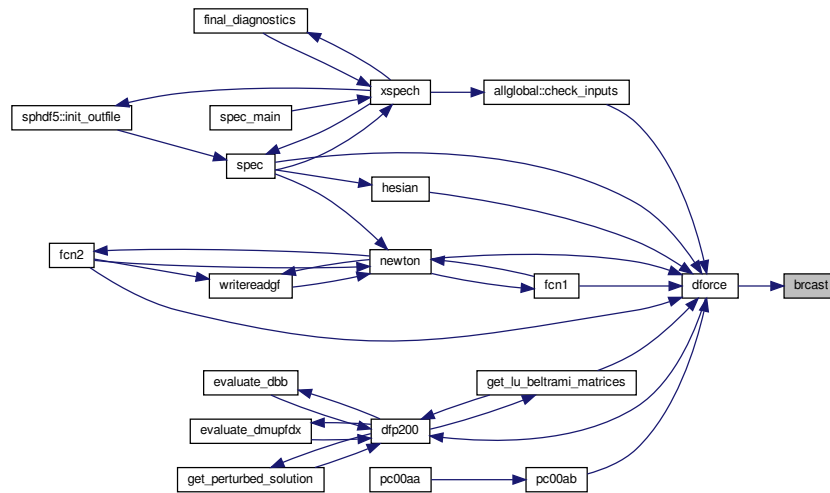 final_diagnostics
xspech
allglobal::check_inputs
sphdf5::init_outfile
spec_main
spec
hesian
fcn2
newton
writereadgf
fcn1
dforce
brcast
evaluate_dbb
get_lu_beltrami_matrices
evaluate_dmupfdx
dfp200
get_perturbed_solution
pc00aa
pc00ab